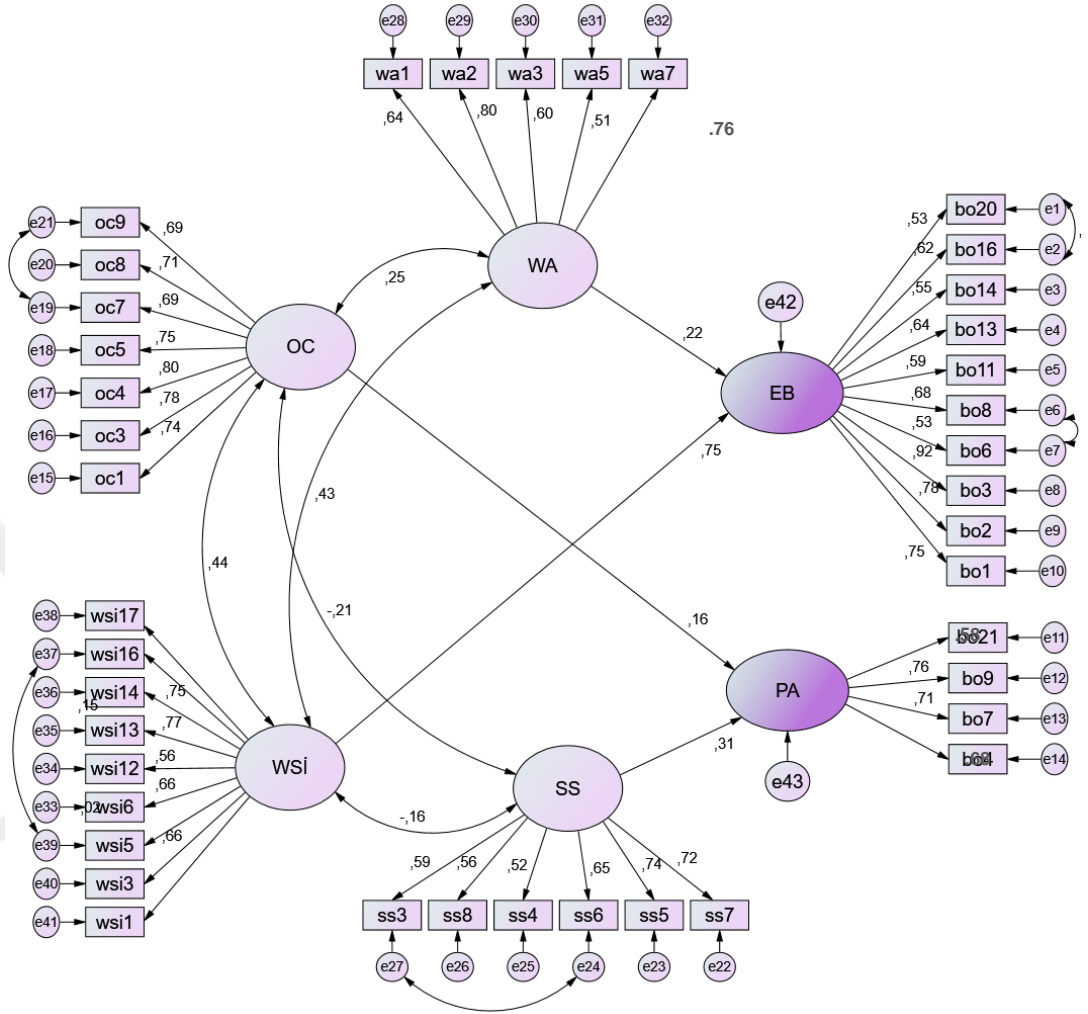 e28 e29 e30 e31 e32
wa1 wa2 wa3 wa5 wa7
,64 ,80 ,60 ,51
.76
WA
e21 oc9 ,69
e20 oc8 ,71
e19 oc7 ,69
e18 oc5 ,75
e17 oc4 ,80
e16 oc3 ,78
e15 oc1 ,74
OC
,25
,22
e42
EB
,53 bo20 e1
,62 bo16 e2
,55 bo14 e3
,64 bo13 e4
,59 bo11 e5
,68 bo8 e6
,53 bo6 e7
,92 bo3 e8
,78 bo2 e9
,75 bo1 e10
,75
,43
,44
-,21
,16
e38 wsi17
e37 wsi16
e36 wsi14 ,75
,15
e35 wsi13 ,77
e34 wsi12 ,56
e33 ,02 wsi6 ,66
e39 wsi5 ,66
e40 wsi3
e41 wsi1
WSİ
PA
bo21 e11
,76 bo9 e12
,71 bo7 e13
bo4 e14
.58
,31
e43
SS
-,16
,59 ,56 ,52 ,65 ,74 ,72
ss3 ss8 ss4 ss6 ss5 ss7
e27 e26 e25 e24 e23 e22